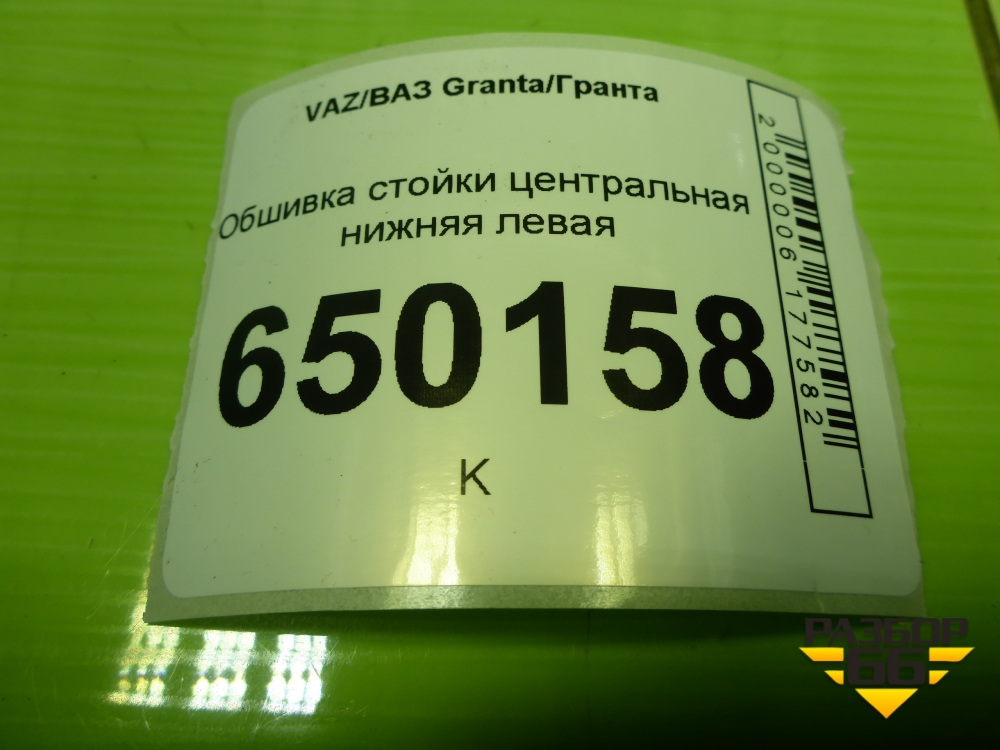 VAZ/ВАЗ Granta/Гранта
Обшивка стойки центральная
нижняя левая
650158
К
2000006177582
РАЗБОР
66